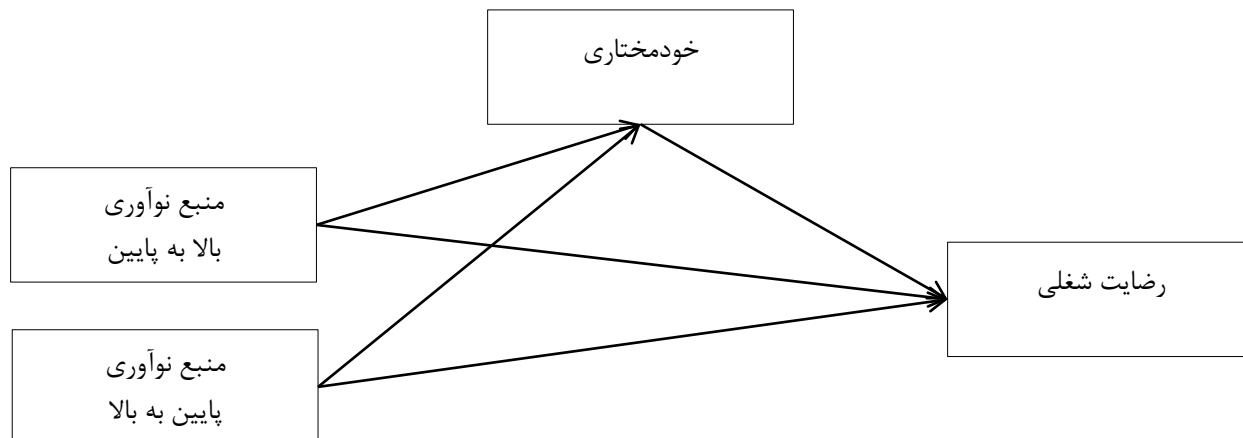 خودمختاری
منبع نوآوری
بالا به پایین
رضایت شغلی
منبع نوآوری
پایین به بالا